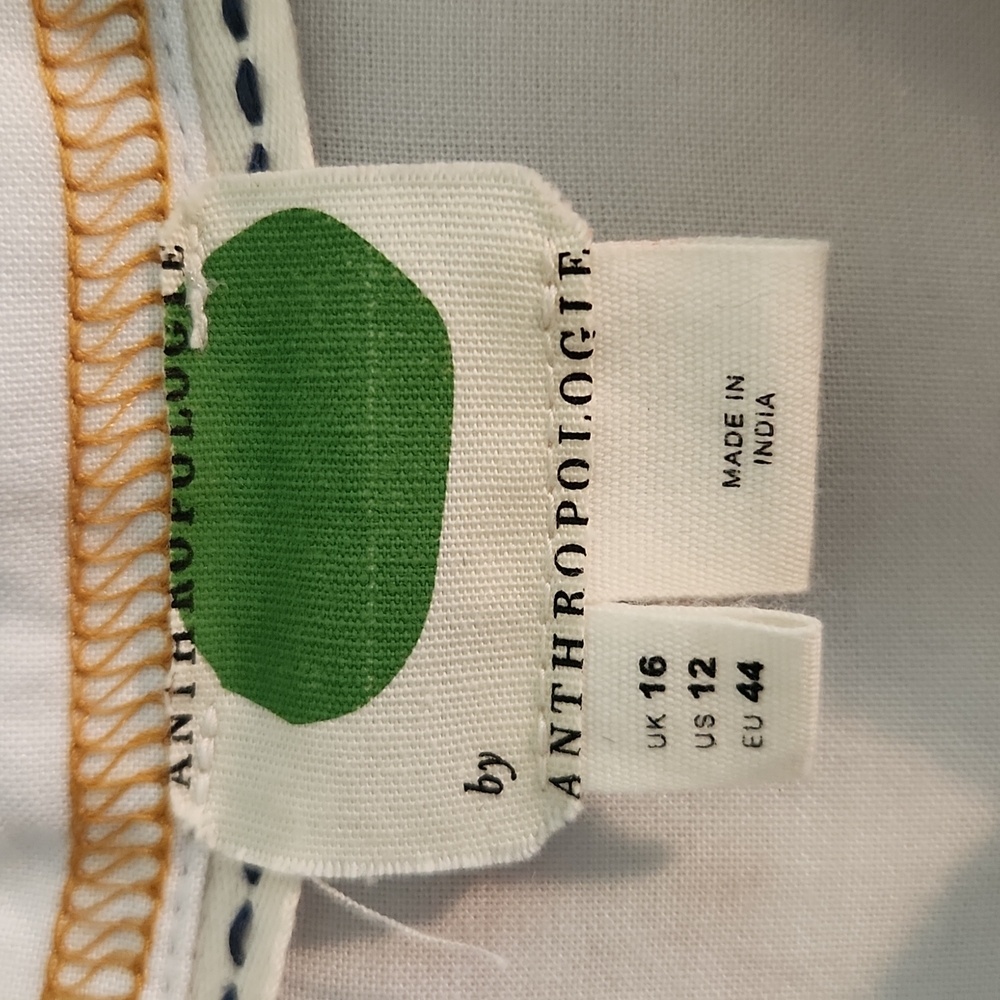 ANTHROPOLOGIE
by
ANTHROPOLOGIE
UK 16
US 12
EU 44
MADE IN
INDIA